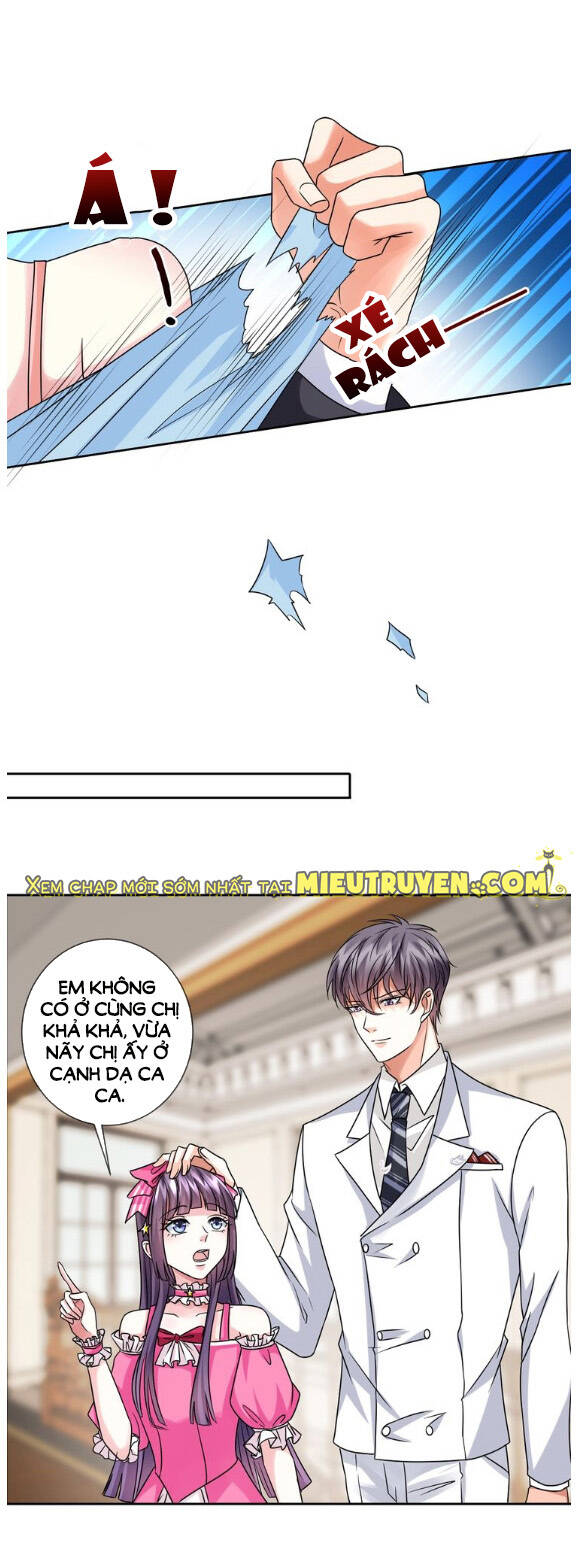 Á!
XÉ
RÁCH
XEM CHAP MỚI SỚM NHẤT TẠI MIEUTRUYEN.COM
EM KHÔNG
CÓ Ở CÙNG CHỊ
KHẢ KHẢ, VỪA
NÃY CHỊ ẤY Ở
CẠNH DẠ CA
CA.